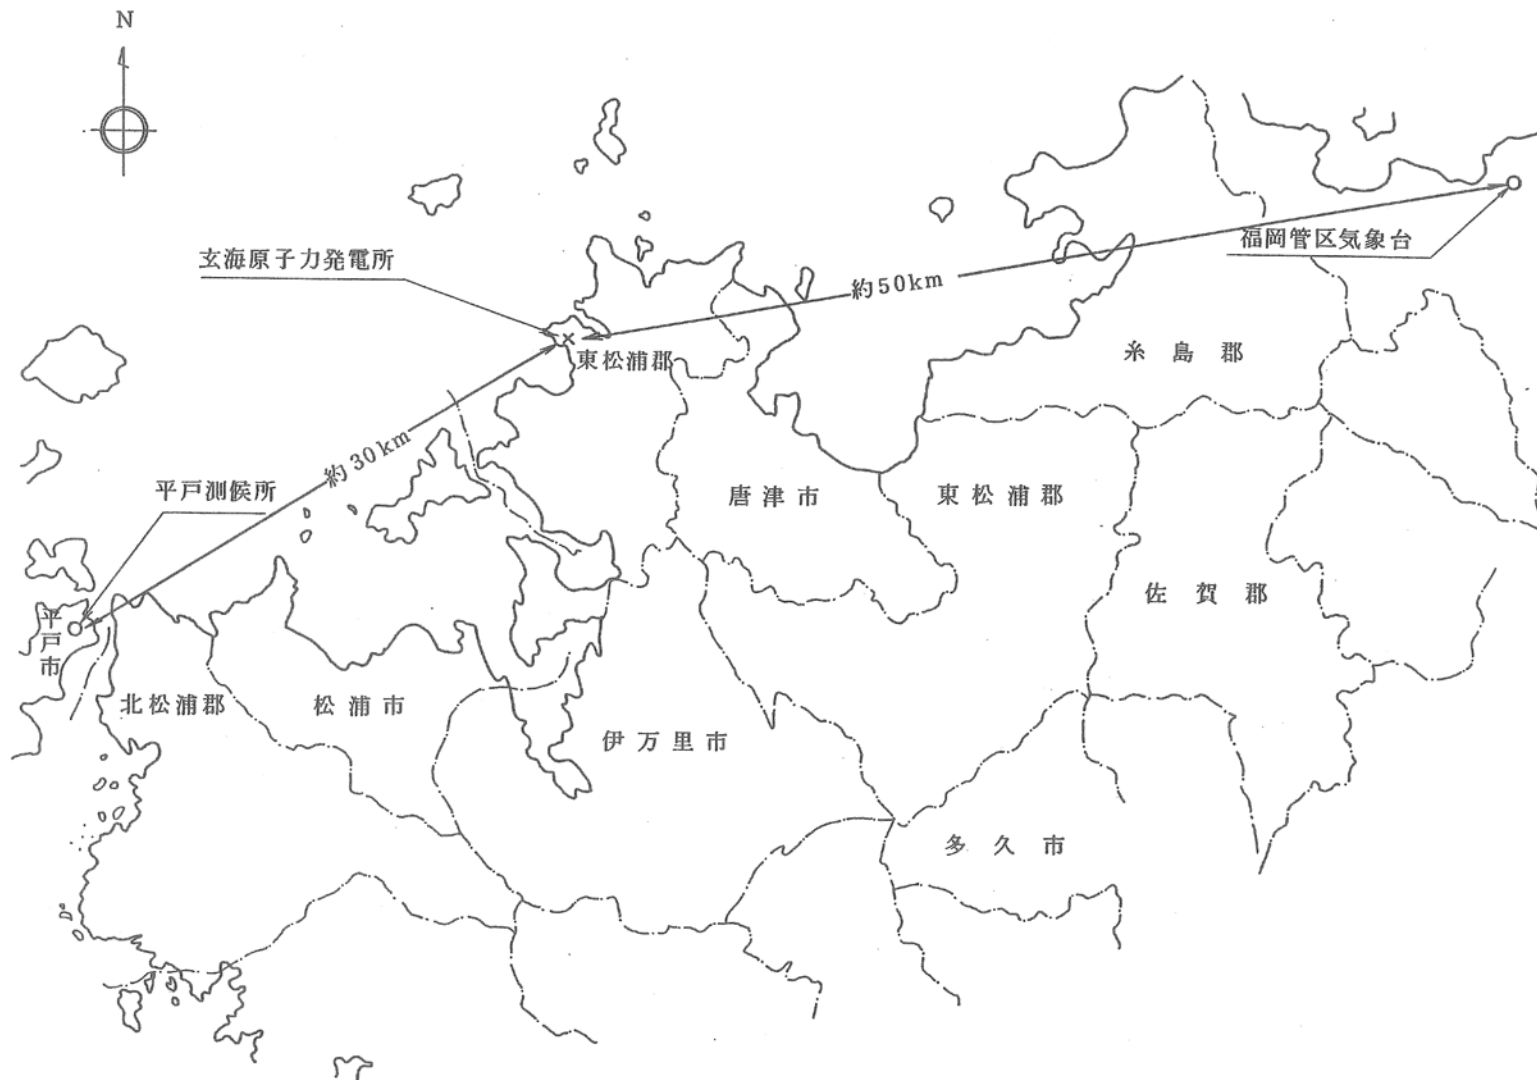 N
玄海原子力発電所
福岡管区気象台
約50km
東松浦郡
糸島郡
約30km
平戸測候所
唐津市
東松浦郡
佐賀郡
平戸市
北松浦郡
松浦市
伊万里市
多久市